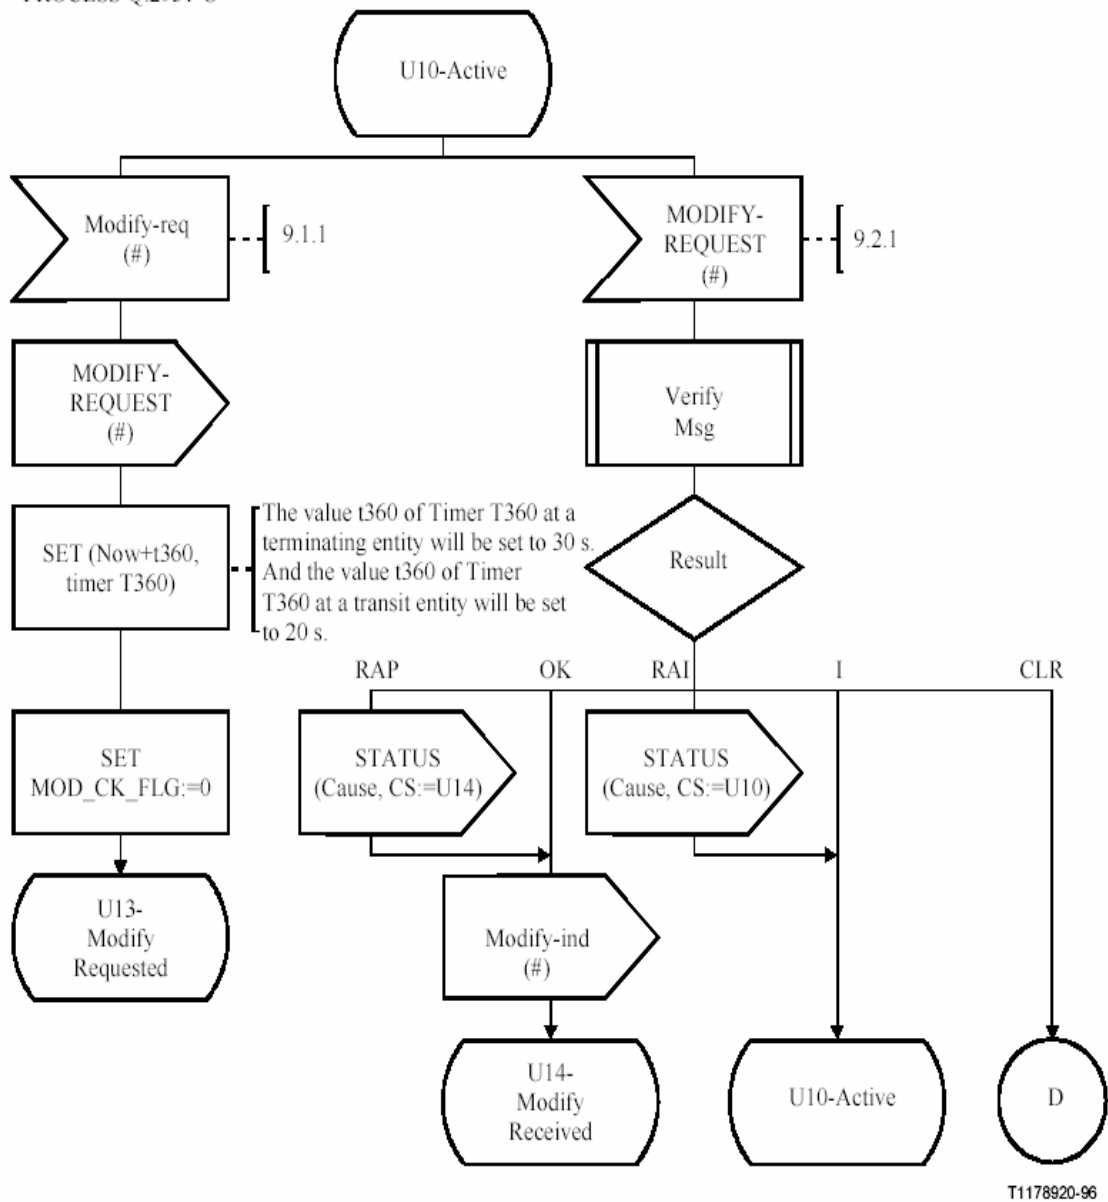 U10-Active
Modify-req
(#)
9.1.1
MODIFY-
REQUEST
(#)
9.2.1
MODIFY-
REQUEST
(#)
Verify
Msg
SET (Now+t360,
timer T360)
The value t360 of Timer T360 at a
terminating entity will be set to 30 s.
And the value t360 of Timer
T360 at a transit entity will be set
to 20 s.
Result
RAP
OK
RAI
I
CLR
SET
MOD_CK_FLG:=0
STATUS
(Cause, CS:=U14)
STATUS
(Cause, CS:=U10)
U13-
Modify
Requested
Modify-ind
(#)
U14-
Modify
Received
U10-Active
D
T1178920-96